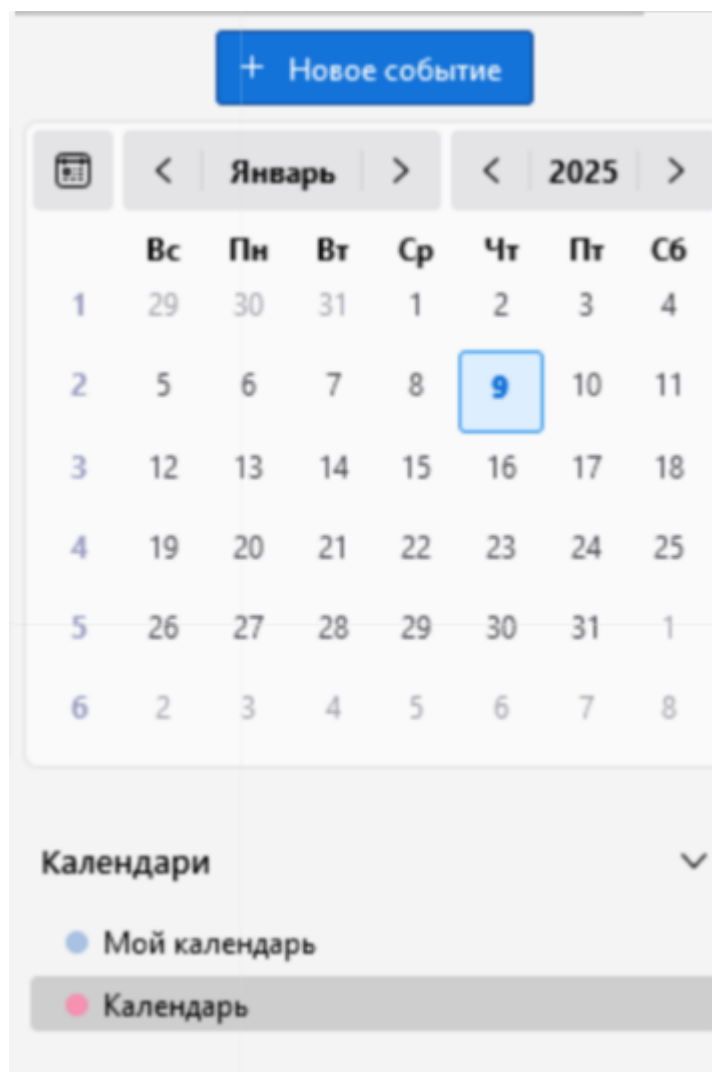 + Новое событие
< Январь > < 2025 >
Вс Пн Вт Ср Чт Пт Сб
1 29 30 31 1 2 3 4
2 5 6 7 8 9 10 11
3 12 13 14 15 16 17 18
4 19 20 21 22 23 24 25
5 26 27 28 29 30 31 1
6 2 3 4 5 6 7 8
Календари
Мой календарь
Календарь